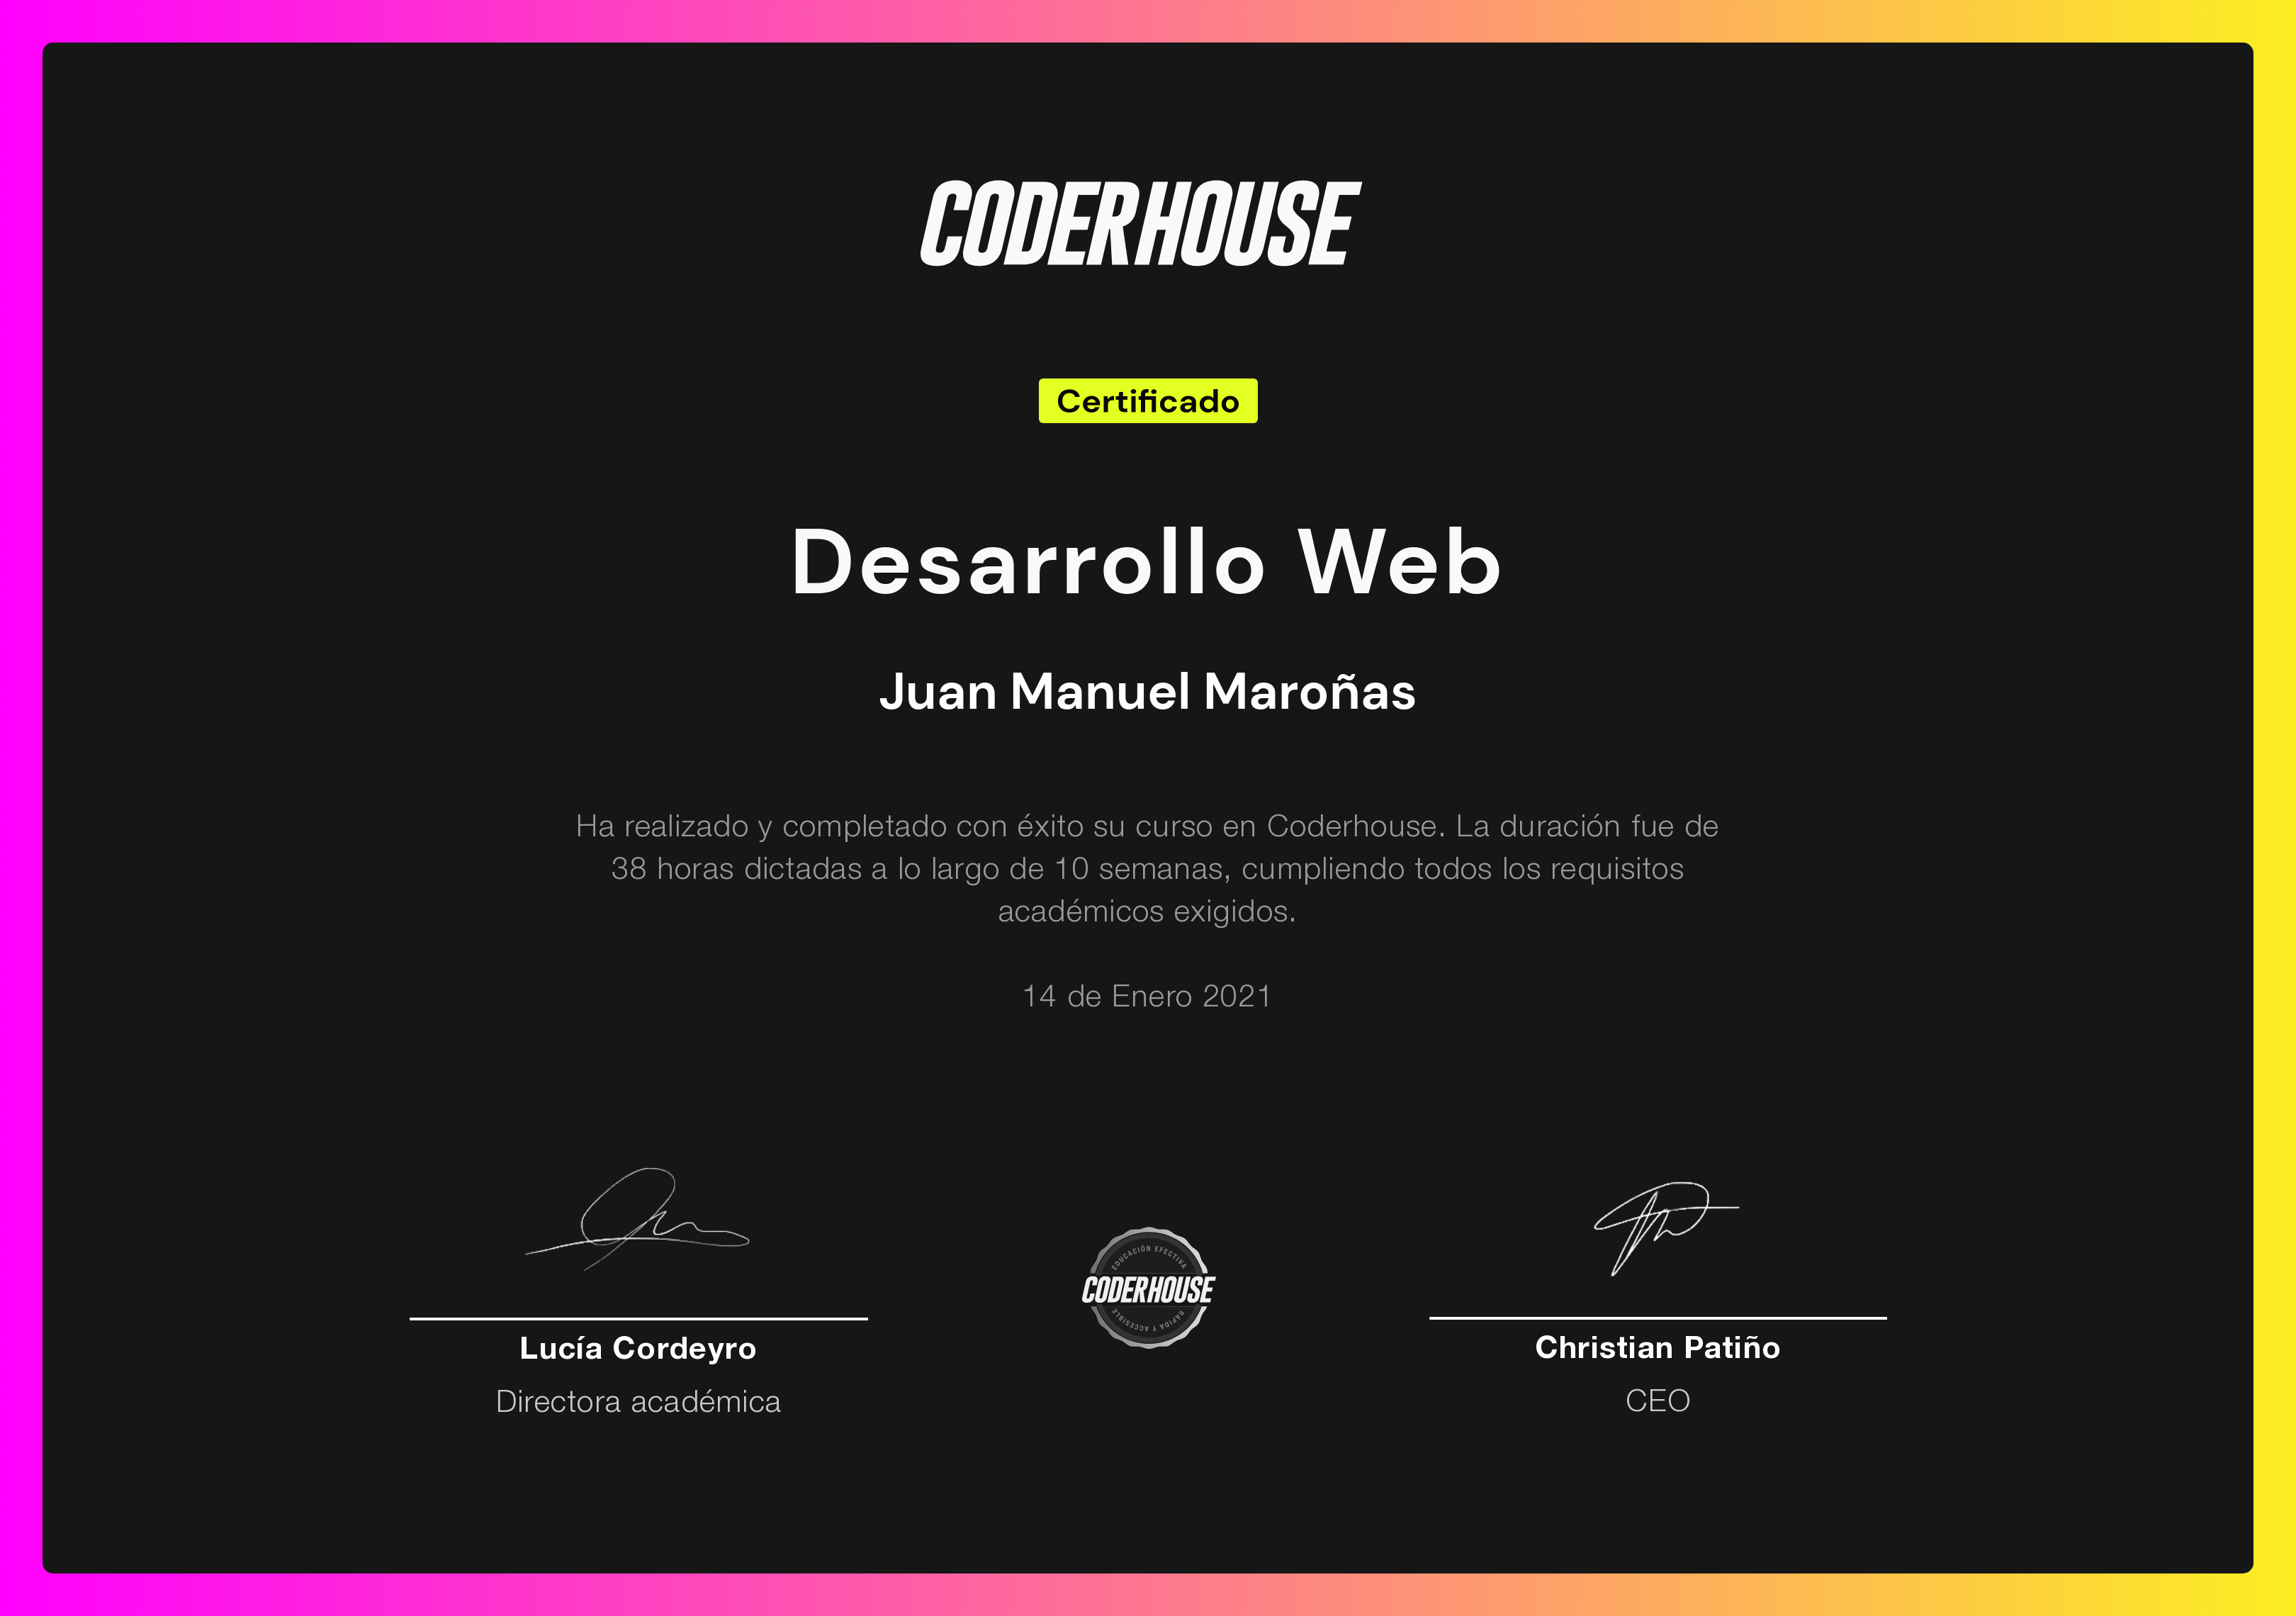 CODERHOUSE
Certificado
Desarrollo Web
Juan Manuel Maroñas
Ha realizado y completado con éxito su curso en Coderhouse. La duración fue de
38 horas dictadas a lo largo de 10 semanas, cumpliendo todos los requisitos
académicos exigidos.
14 de Enero 2021
Lucía Cordeyro
Directora académica
EDUCACIÓN EFECTIVA
CODERHOUSE
RÁPIDA Y ACCESIBLE
Christian Patiño
CEO